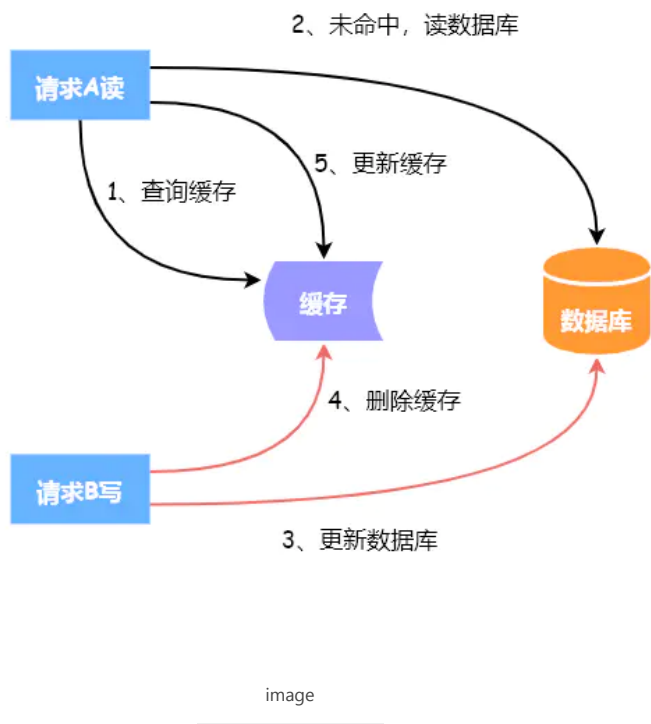 2、未命中，读数据库
请求A读
5、更新缓存
1、查询缓存
缓存
数据库
4、删除缓存
请求B写
3、更新数据库
image